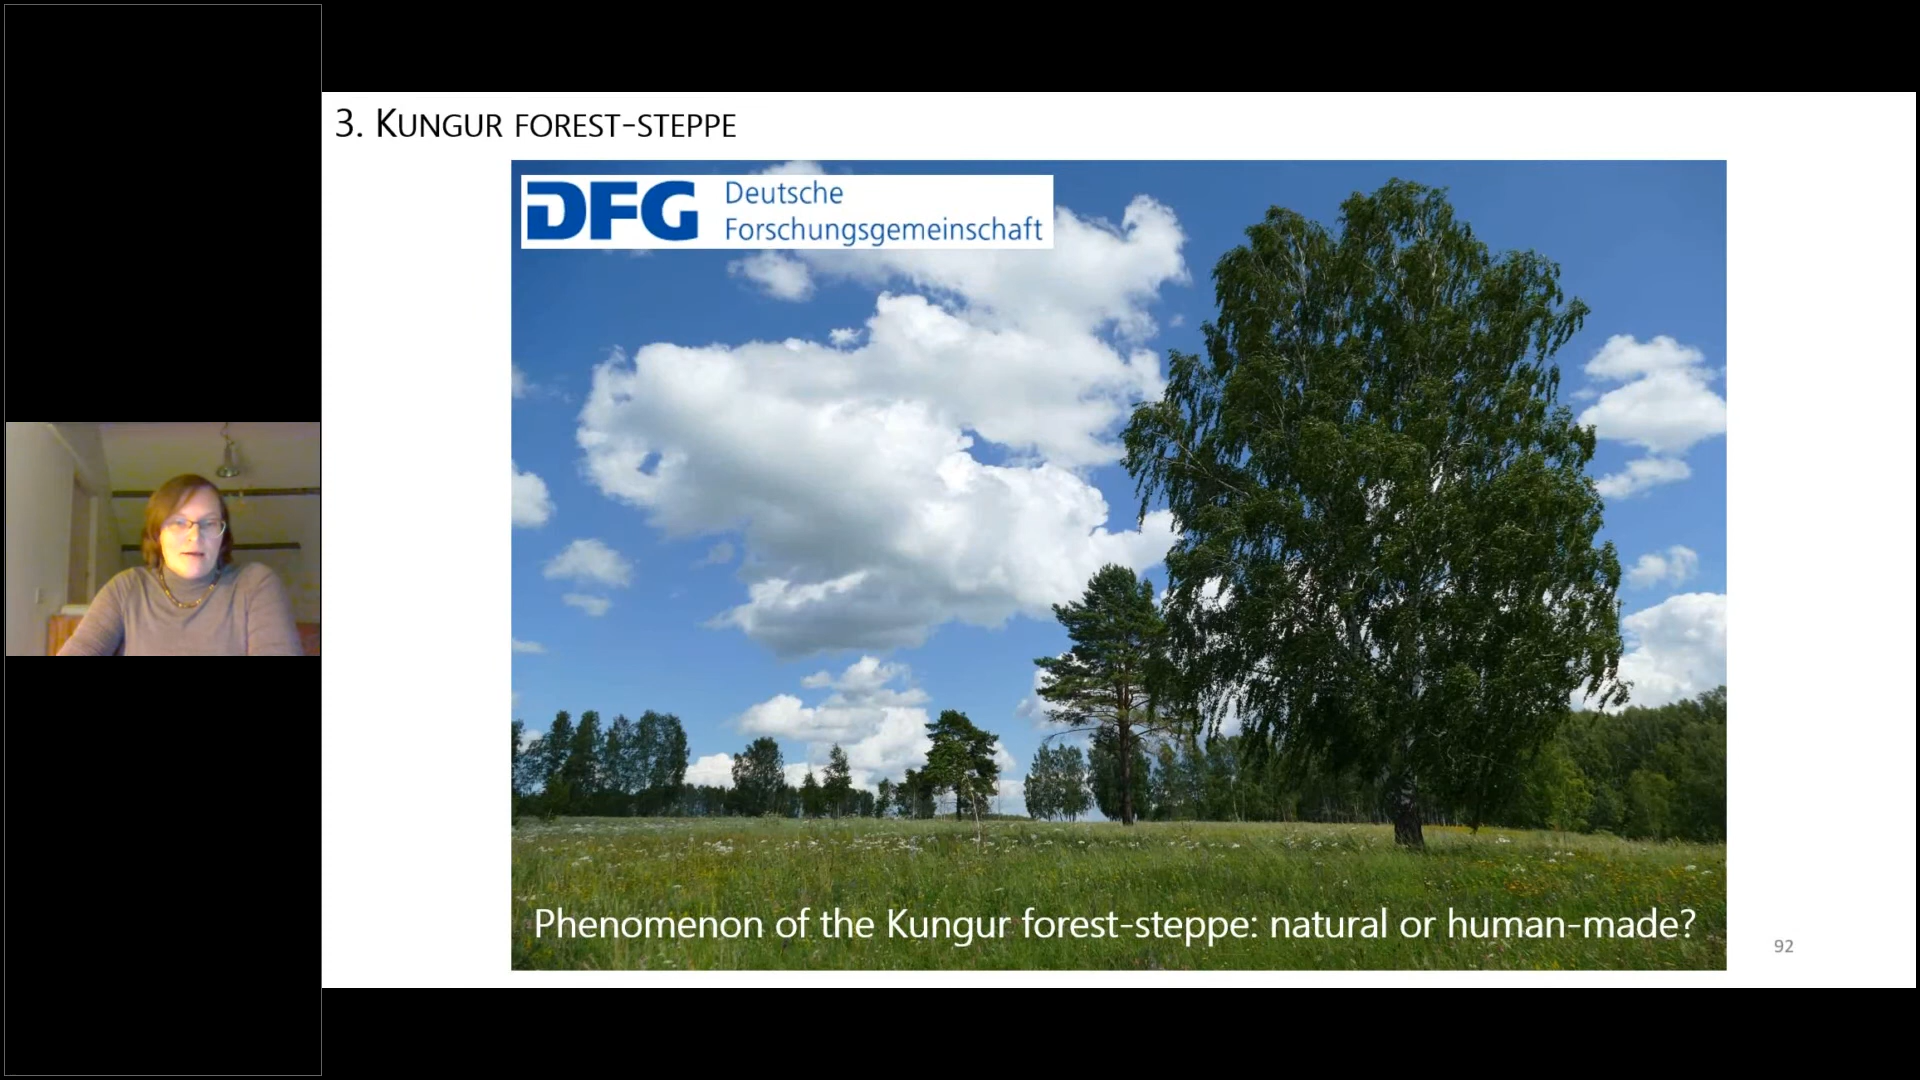 3. KUNGUR FOREST-STEPPE
DFG
Deutsche
Forschungsgemeinschaft
Phenomenon of the Kungur forest-steppe: natural or human-made?
92